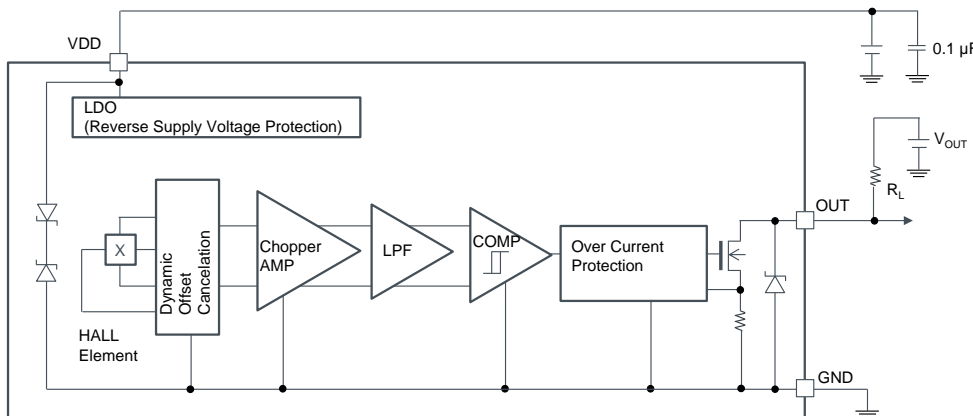 VDD
0.1 µF
LDO
(Reverse Supply Voltage Protection)
VOUT
RL
OUT
X
Dynamic
Offset
Cancelation
Chopper
AMP
LPF
COMP
Over Current
Protection
HALL
Element
GND